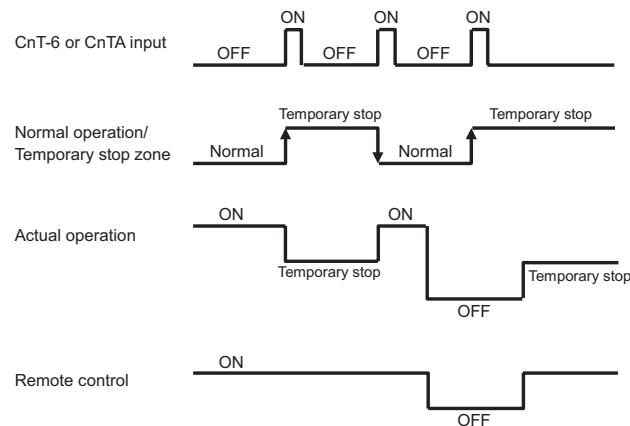 ON ON ON
CnT-6 or CnTA input
OFF OFF OFF
Temporary stop Temporary stop
Normal operation/
Temporary stop zone
Normal Normal
ON ON
Actual operation
Temporary stop Temporary stop
OFF
ON
Remote control
OFF